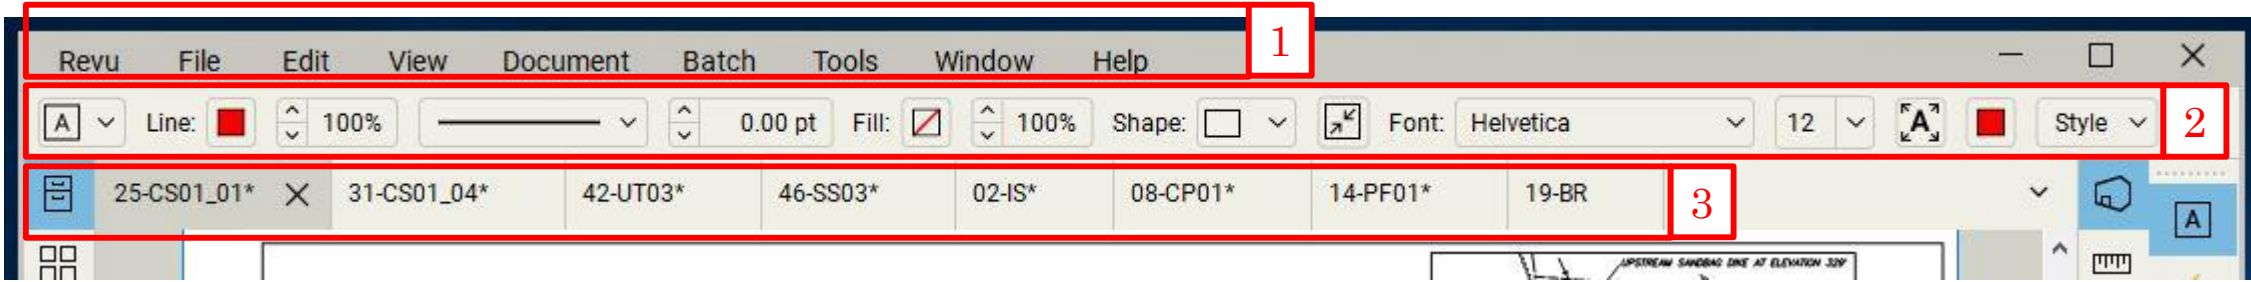 Revu File Edit View Document Batch Tools Window Help 1
A Line: 100% 0.00 pt Fill: 100% Shape: Font: Helvetica 12 A Style 2
25-CS01_01* 31-CS01_04* 42-UT03* 46-SS03* 02-IS* 08-CP01* 14-PF01* 19-BR 3
A
UPSTREAM SANDBAG DIKE AT ELEVATION 329'